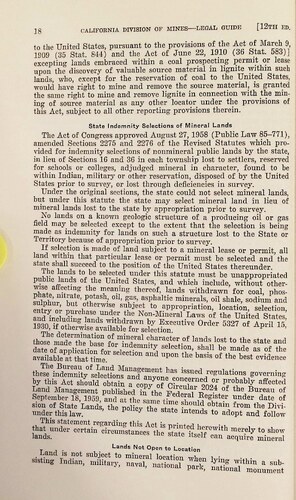 18 CALIFORNIA DIVISION OF MINES—LEGAL GUIDE [12TH ED.
to the United States, pursuant to the provisions of the Act of March 9,
1909 (35 Stat. 844) and the Act of June 22, 1910 (36 Stat. 583)]
excepting lands embraced within a coal prospecting permit or lease
upon the discovery of valuable source material in lignite within such
lands, who, except for the reservation of coal to the United States,
would have right to mine and remove the source material, is granted
the same right to mine and remove lignite in connection with the min-
ing of source material as any other locator under the provisions of
this Act, subject to all other reporting provisions therein.
State Indemnity Selections of Mineral Lands
The Act of Congress approved August 27, 1958 (Public Law 85–771),
amended Sections 2275 and 2276 of the Revised Statutes which pro-
vided for indemnity selections of nonmineral public lands by the state,
in lieu of Sections 16 and 36 in each township lost to settlers, reserved
for schools or colleges, adjudged mineral in character, found to be
within Indian, military or other reservation, disposed of by the United
States prior to survey, or lost through deficiencies in survey.
Under the original sections, the state could not select mineral lands,
but under this statute the state may select mineral land in lieu of
mineral lands lost to the state by appropriation prior to survey.
No lands on a known geologic structure of a producing oil or gas
field may be selected except to the extent that the selection is being
made as indemnity for lands on such a structure lost to the State or
Territory because of appropriation prior to survey.
If selection is made of land subject to a mineral lease or permit, all
land within that particular lease or permit must be selected and the
state shall succeed to the position of the United States thereunder.
The lands to be selected under this statute must be unappropriated
public lands of the United States, and which include, without other-
wise affecting the meaning thereof, lands withdrawn for coal, phos-
phate, nitrate, potash, oil, gas, asphaltic minerals, oil shale, sodium and
sulphur, but otherwise subject to appropriation, location, selection,
entry or purchase under the Non-Mineral Laws of the United States,
and including lands withdrawn by Executive Order 5327 of April 15,
1930, if otherwise available for selection.
The determination of mineral character of lands lost to the state and
those made the base for indemnity selection, shall be made as of the
date of application for selection and upon the basis of the best evidence
available at that time.
The Bureau of Land Management has issued regulations governing
these indemnity selections and anyone concerned or probably affected
by this Act should obtain a copy of Circular 2024 of the Bureau of
Land Management published in the Federal Register under date of
September 18, 1959, and at the same time should obtain from the Divi-
sion of State Lands, the policy the state intends to adopt and follow
under this law.
This statement regarding this Act is printed herewith merely to show
that under certain circumstances the state itself can acquire mineral
lands.
Lands Not Open to Location
Land is not subject to mineral location when lying within a sub-
sisting Indian, military, naval, national park, national monument